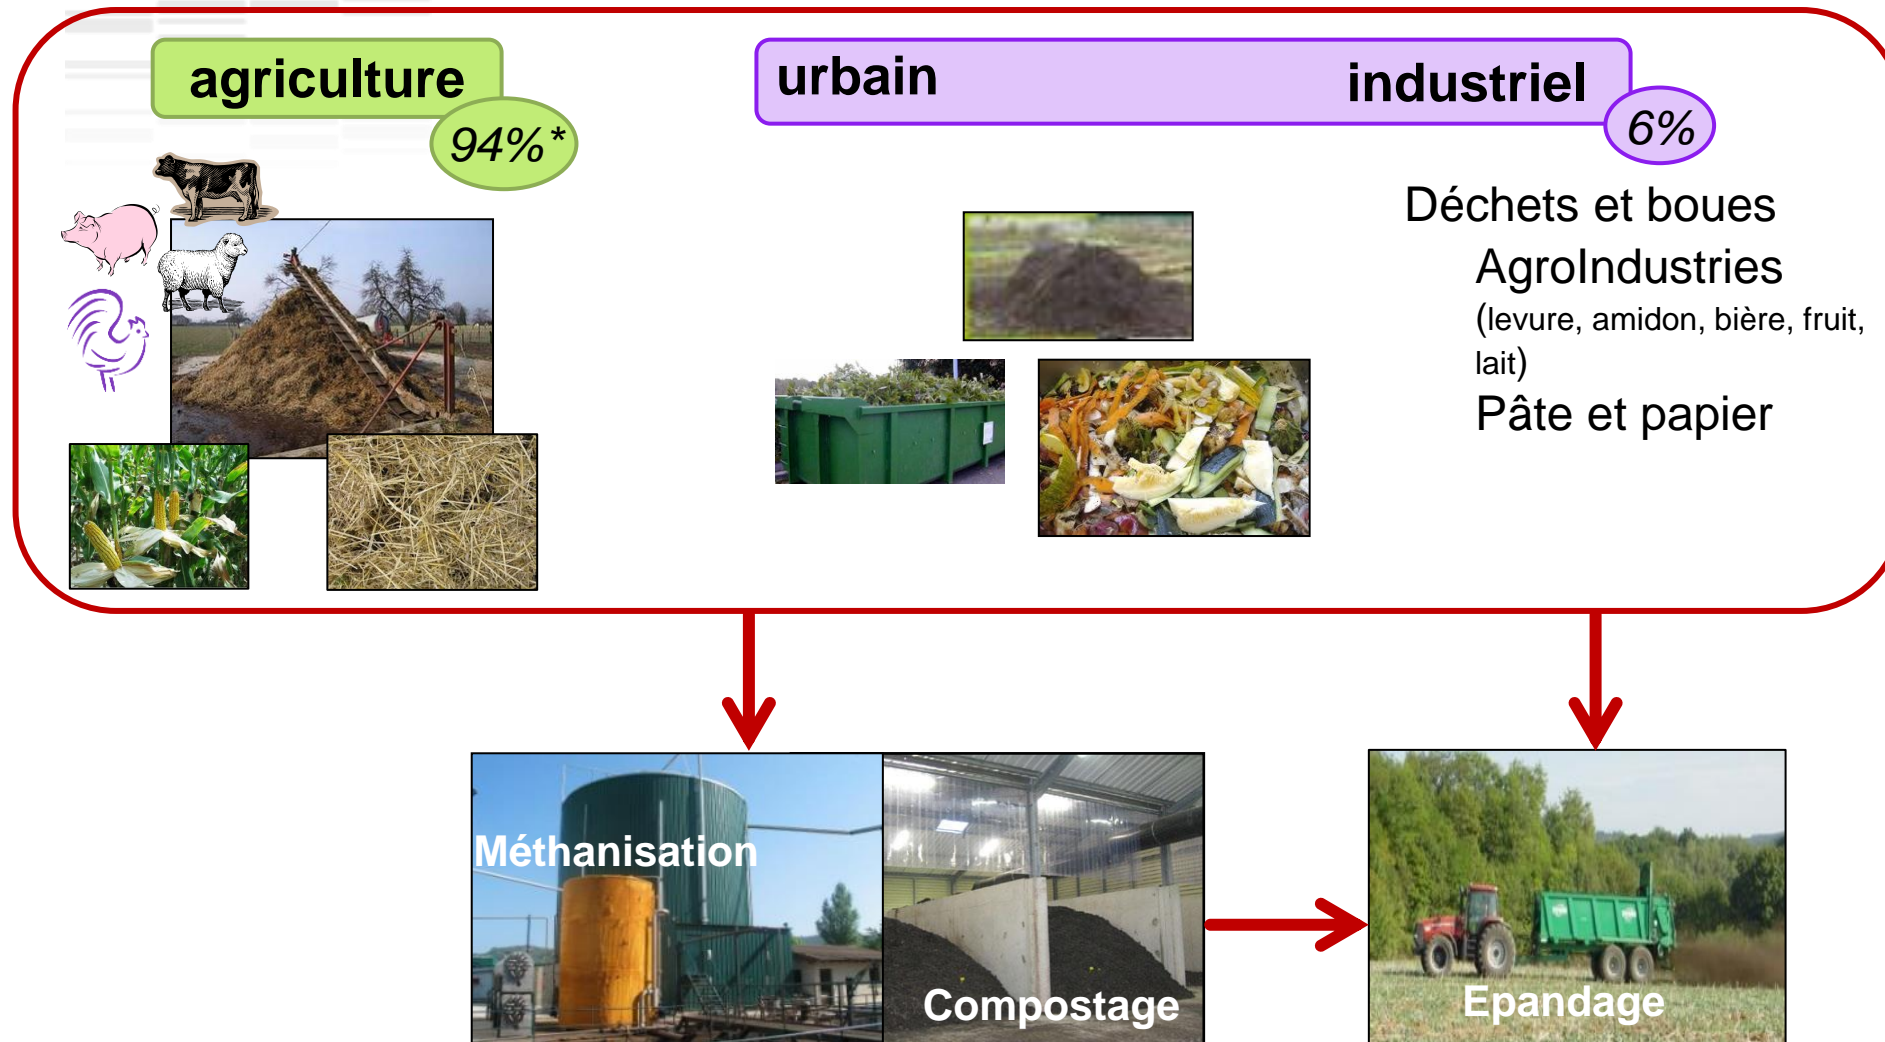 agriculture
94%*
urbain
industriel
6%
Déchets et boues
AgroIndustries
(levure, amidon, bière, fruit,
lait)
Pâte et papier
Méthanisation
Compostage
Epandage